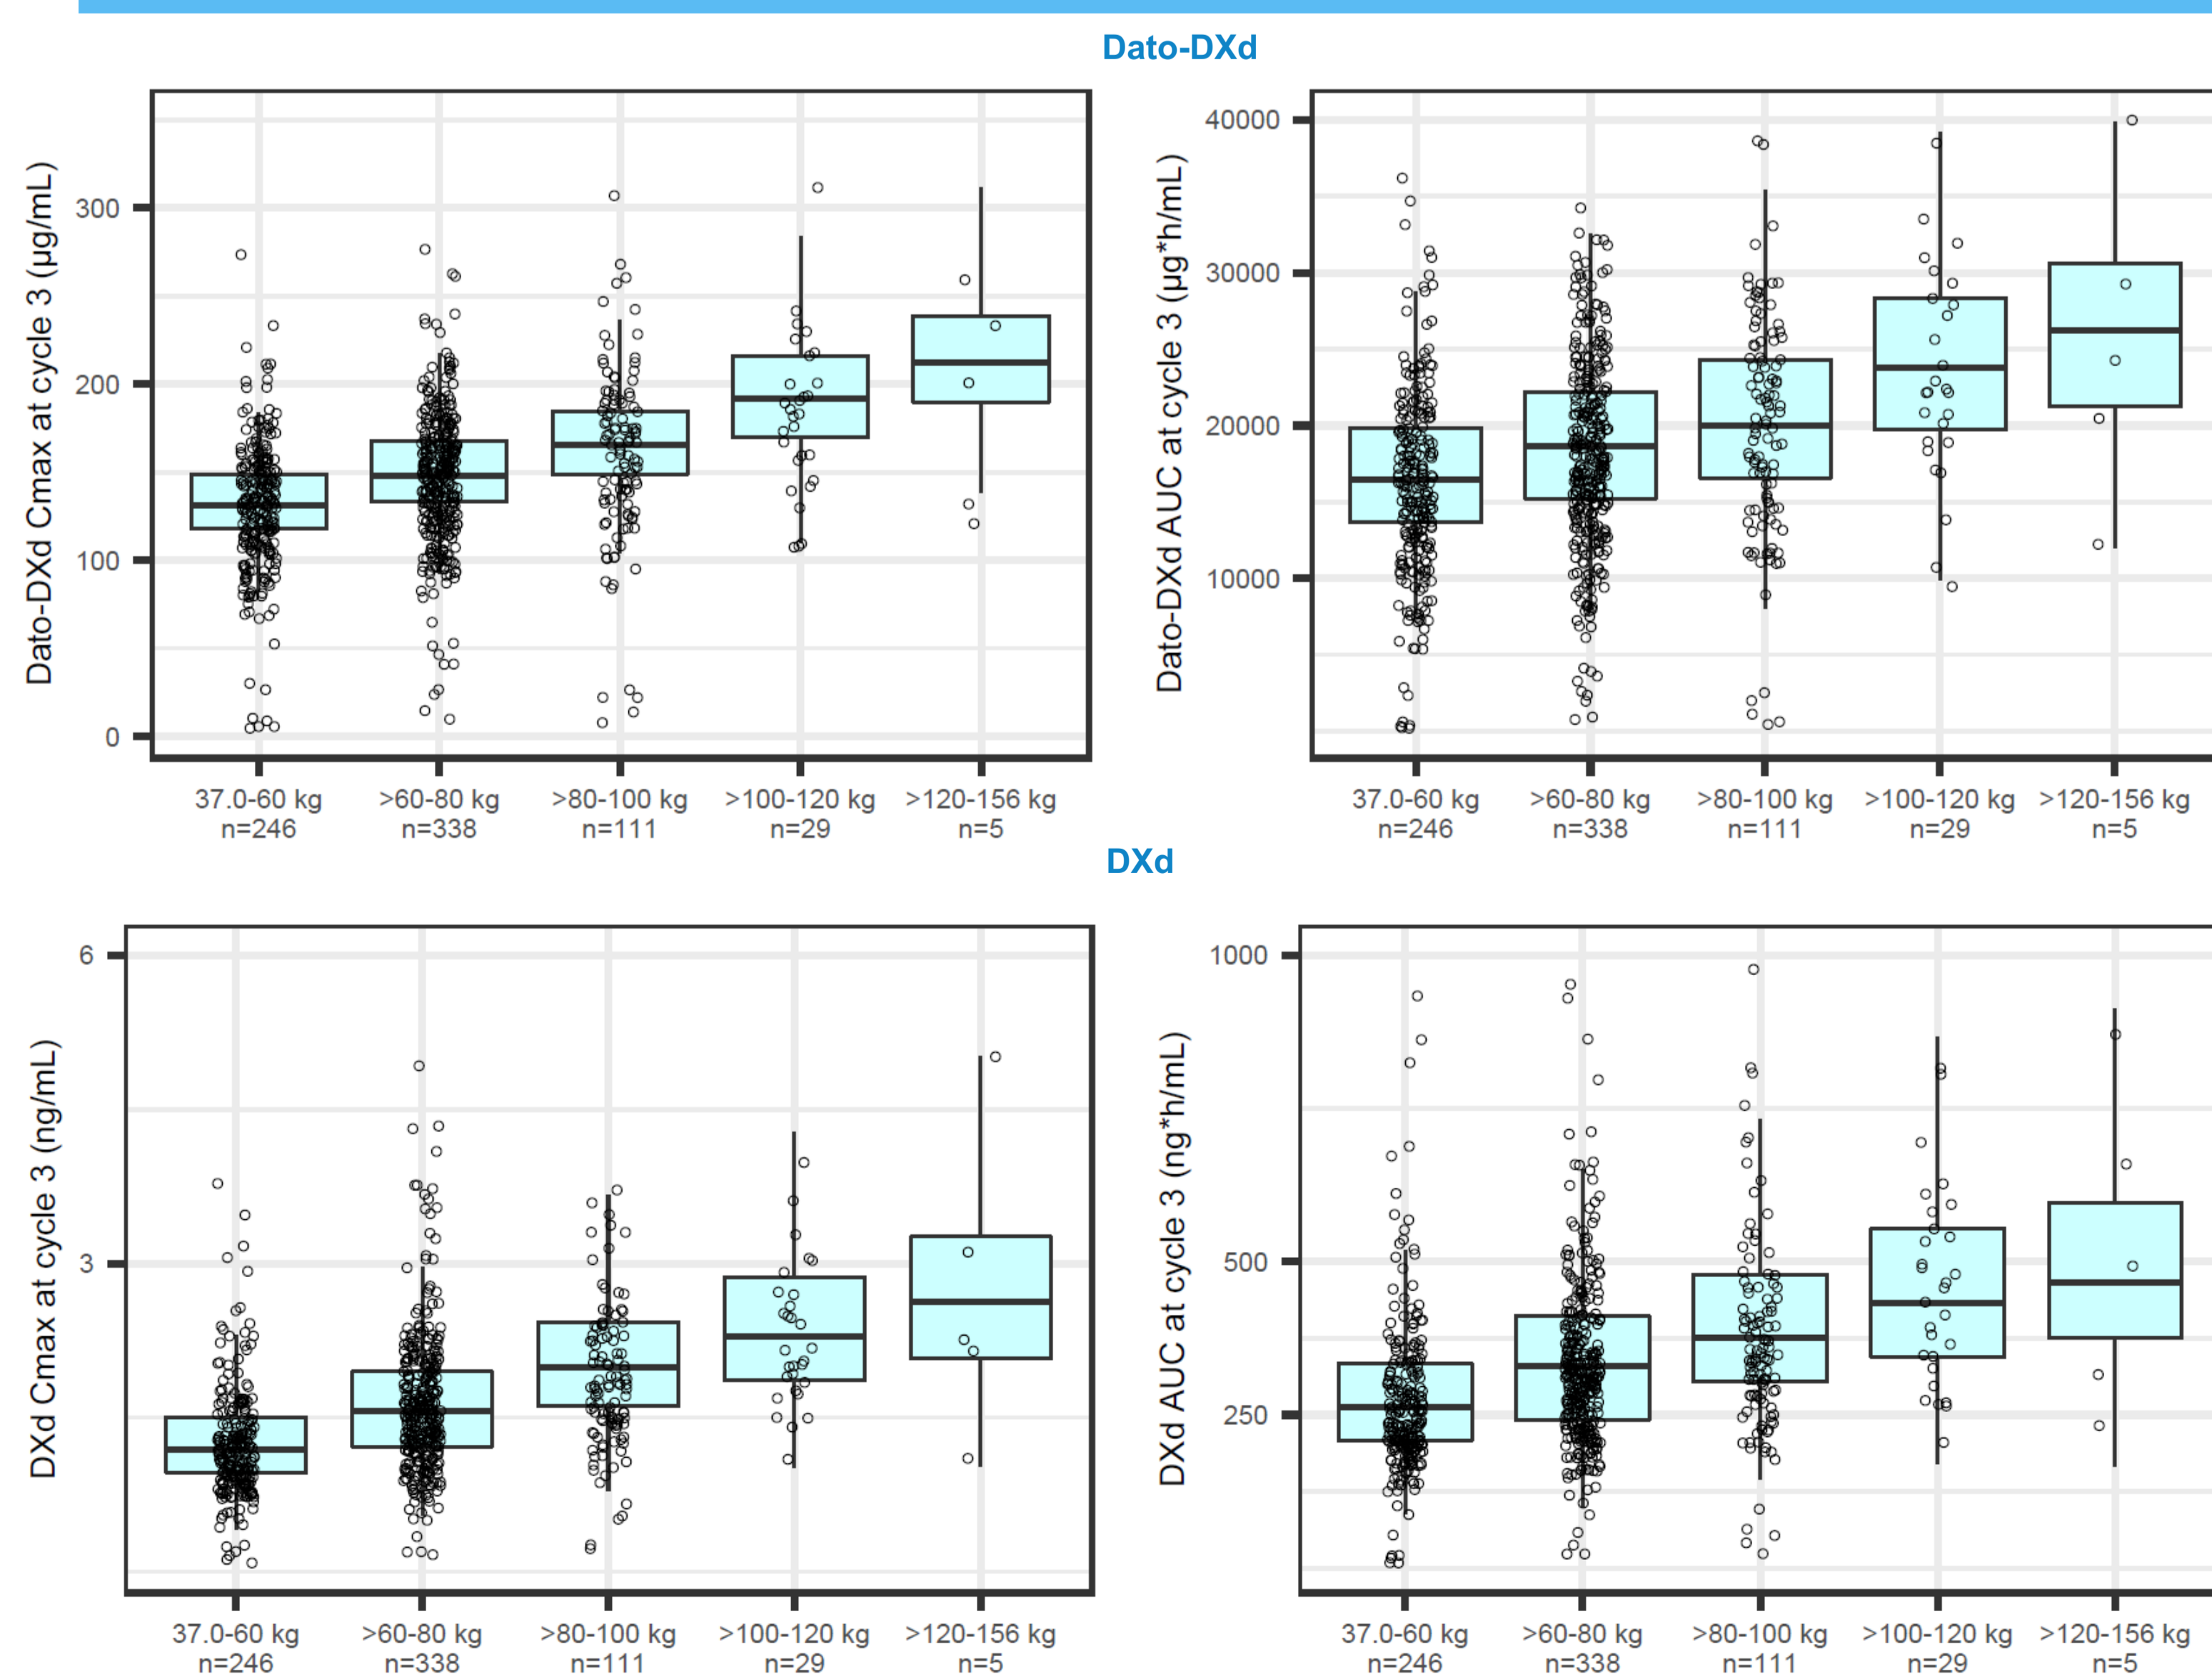 Dato-DXd
Dato-DXd Cmax at cycle 3 (µg/mL)
300
200
100
0
37.0-60 kg >60-80 kg >80-100 kg >100-120 kg >120-156 kg
n=246 n=338 n=111 n=29 n=5
Dato-DXd AUC at cycle 3 (µg*h/mL)
40000
30000
20000
10000
37.0-60 kg >60-80 kg >80-100 kg >100-120 kg >120-156 kg
n=246 n=338 n=111 n=29 n=5
DXd
DXd Cmax at cycle 3 (ng/mL)
6
3
37.0-60 kg >60-80 kg >80-100 kg >100-120 kg >120-156 kg
n=246 n=338 n=111 n=29 n=5
DXd AUC at cycle 3 (ng*h/mL)
1000
500
250
37.0-60 kg >60-80 kg >80-100 kg >100-120 kg >120-156 kg
n=246 n=338 n=111 n=29 n=5